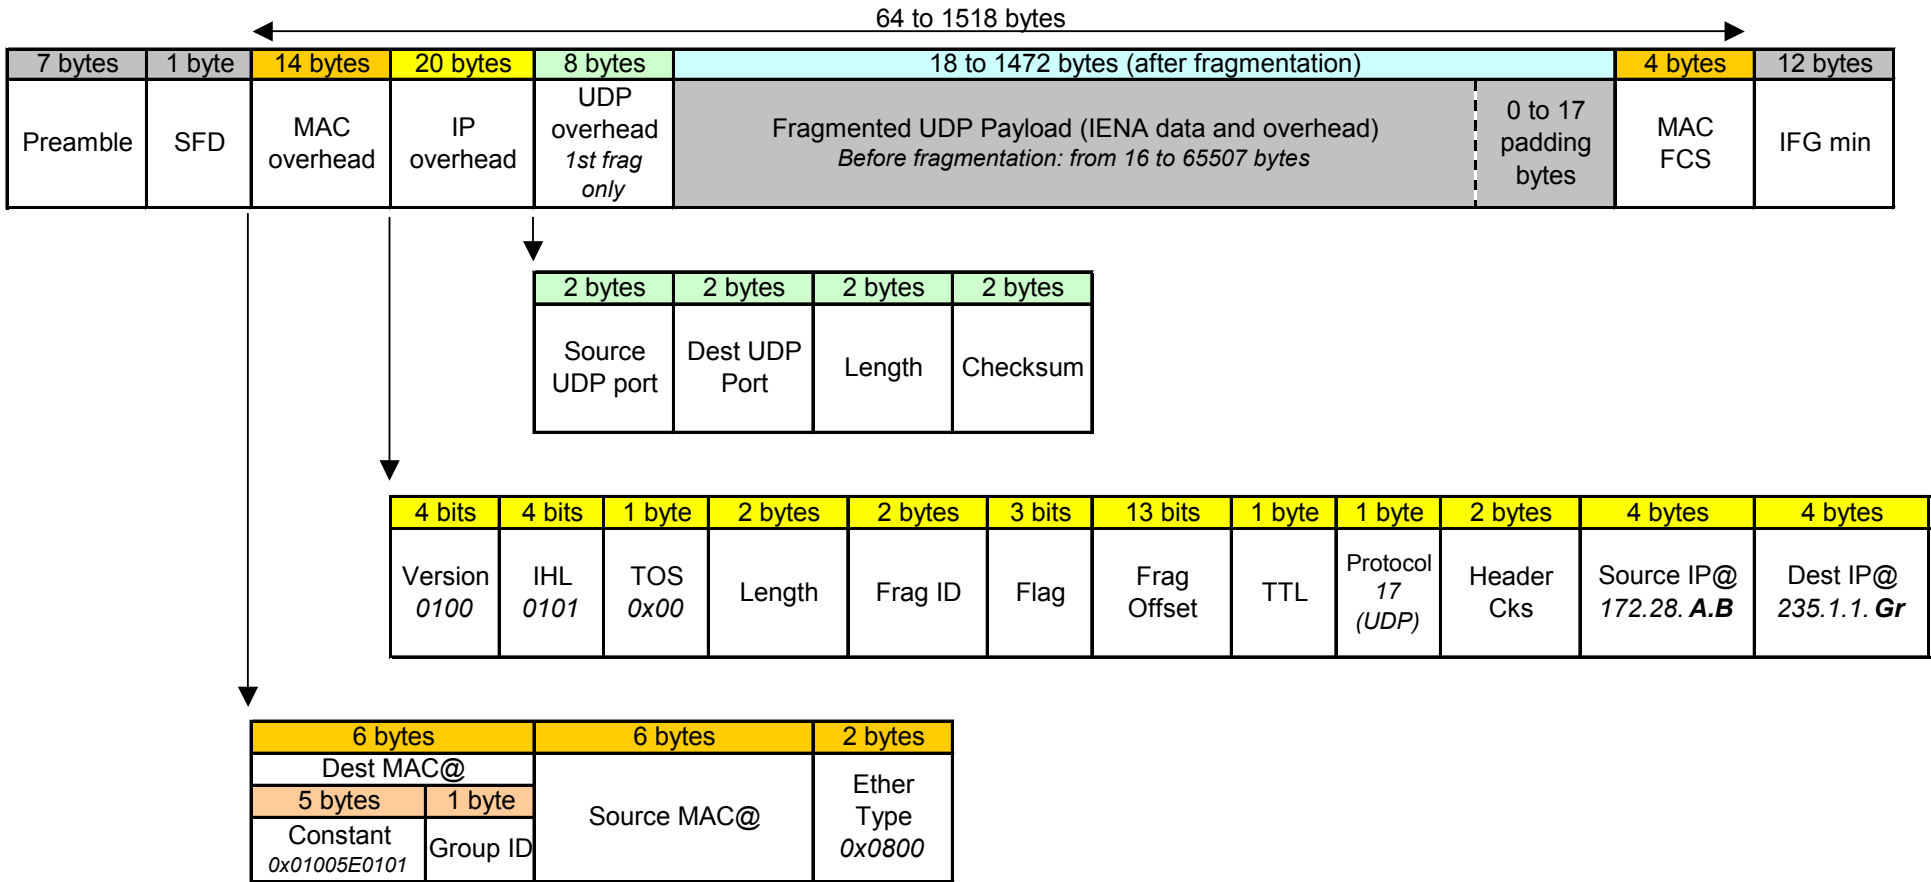 64 to 1518 bytes
7 bytes 1 byte 14 bytes 20 bytes 8 bytes 18 to 1472 bytes (after fragmentation) 4 bytes 12 bytes
Preamble
SFD
MAC
overhead
IP
overhead
UDP
overhead
1st frag
only
Fragmented UDP Payload (IENA data and overhead)
Before fragmentation: from 16 to 65507 bytes
0 to 17
padding
bytes
MAC
FCS
IFG min
2 bytes 2 bytes 2 bytes 2 bytes
Source
UDP port
Dest UDP
Port
Length
Checksum
4 bits 4 bits 1 byte 2 bytes 2 bytes 3 bits 13 bits 1 byte 1 byte 2 bytes 4 bytes 4 bytes
Version
0100
IHL
0101
TOS
0x00
Length
Frag ID
Flag
Frag
Offset
TTL
Protocol
17
(UDP)
Header
Cks
Source IP@
172.28. A.B
Dest IP@
235.1.1. Gr
6 bytes 6 bytes 2 bytes
Dest MAC@
5 bytes 1 byte
Constant
0x01005E0101
Group ID
Source MAC@
Ether
Type
0x0800